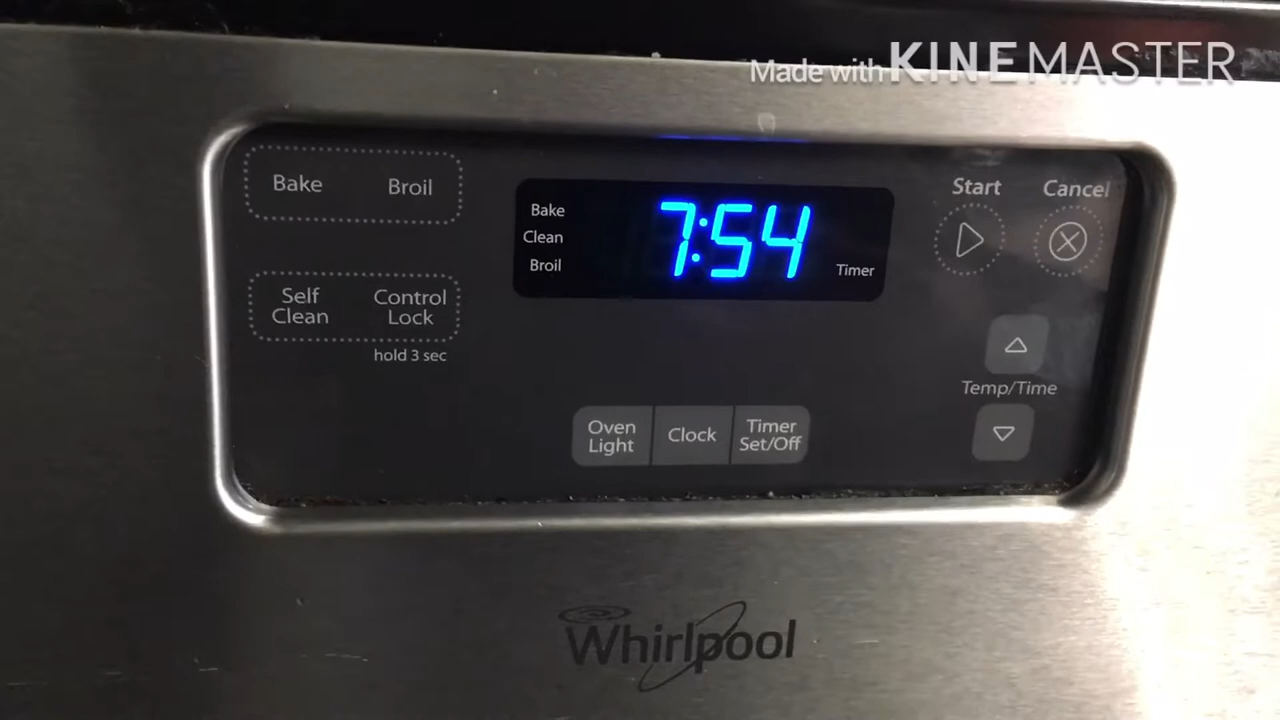 Made with KINEMASTER
Bake Broil
Self Clean
Control Lock
hold 3 sec
Bake
Clean
Broil
7:54
Timer
Start Cancel
Temp/Time
Oven Light
Clock
Timer Set/Off
Whirlpool